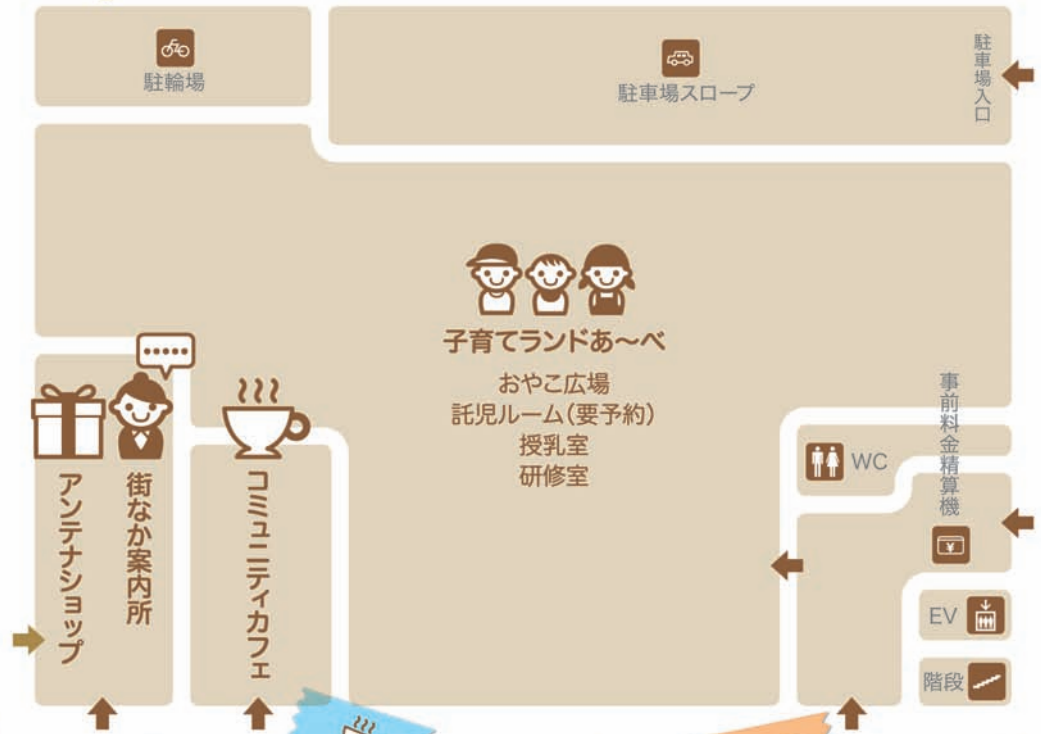 駐輪場
駐車場スロープ
駐車場入口
子育てランドあ〜べ
おやこ広場
託児ルーム(要予約)
授乳室
研修室
アンテナショップ
街なか案内所
コミュニティカフェ
WC
事前料金精算機
¥
EV
階段